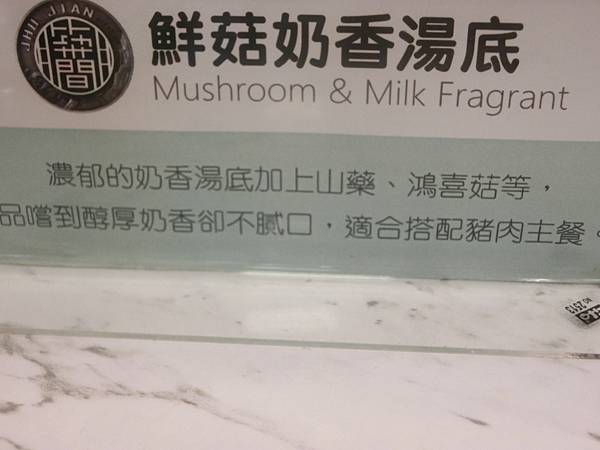 JHII JIAN
鮮菇奶香湯底
Mushroom & Milk Fragrant
濃郁的奶香湯底加上山藥、鴻喜菇等，
品嚐到醇厚奶香卻不膩口，適合搭配豬肉主餐。